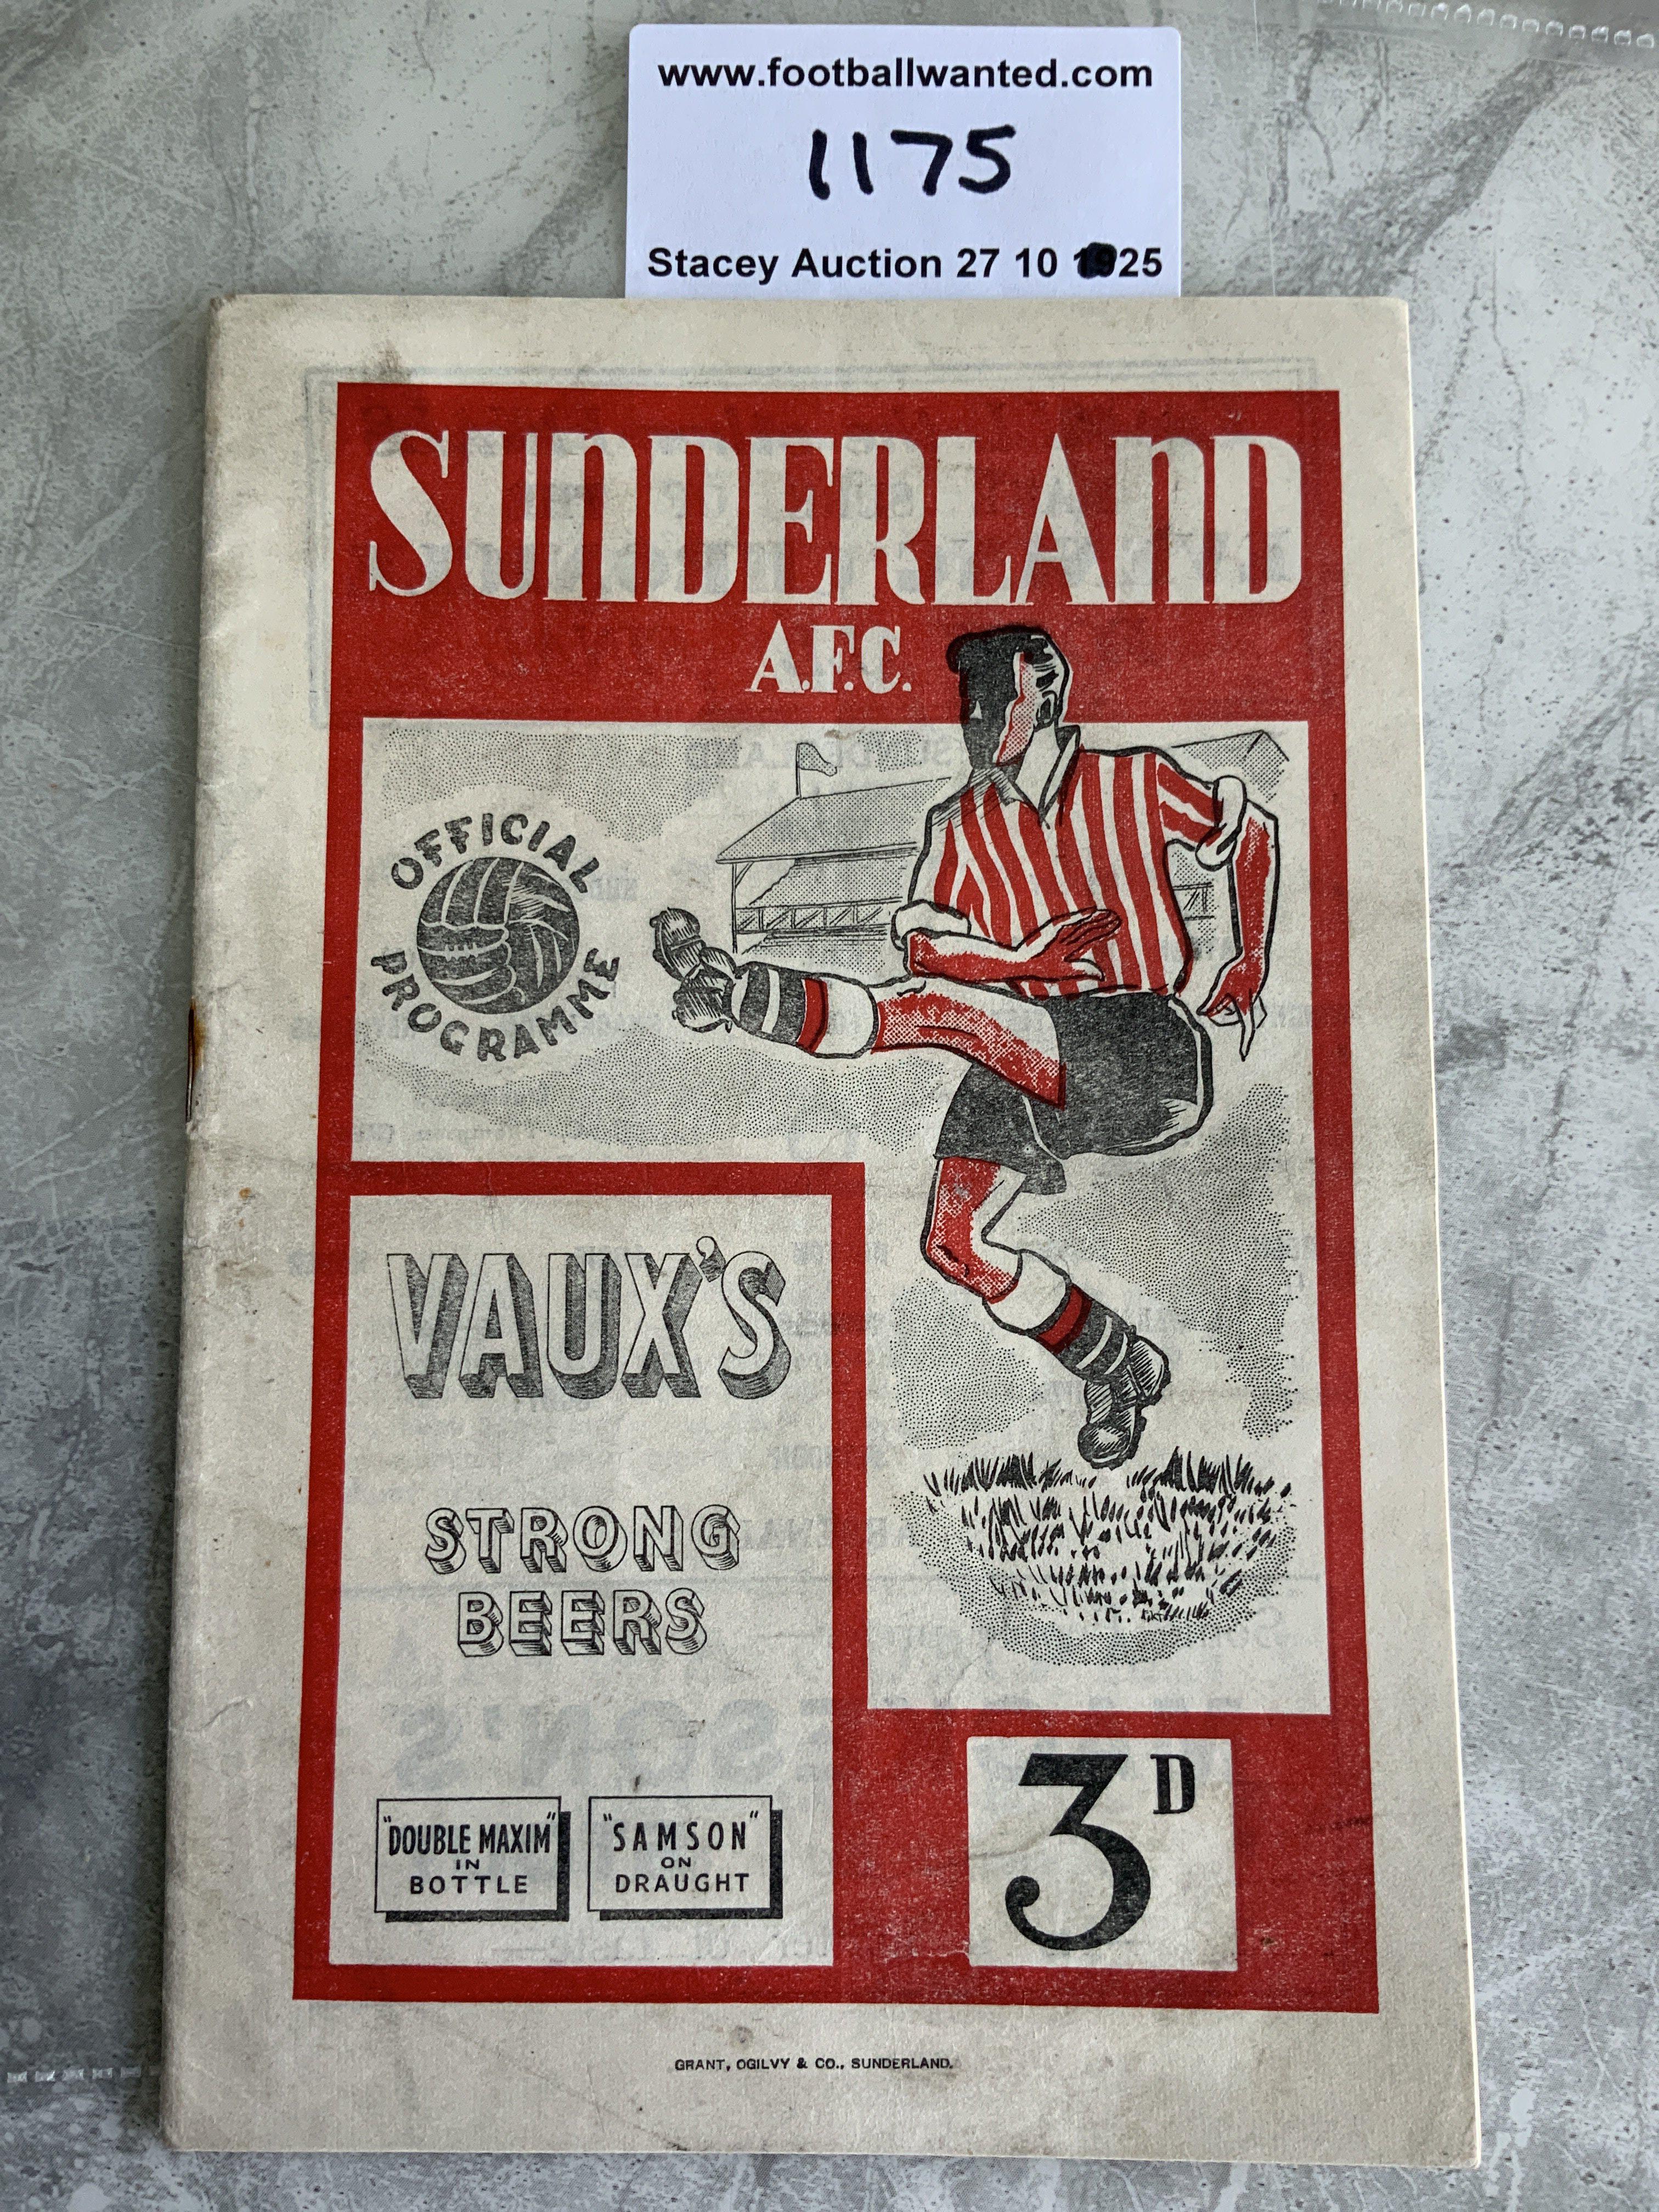 www.footballwanted.com
1175
Stacey Auction 27 10 1925
SUNDERLAND
A.F.C.
OFFICIAL
PROGRAMME
VAUX'S
STRONG
BEERS
"DOUBLE MAXIM"
IN
BOTTLE
"SAMSON"
ON
DRAUGHT
3D
GRANT, OGILVY & CO., SUNDERLAND.